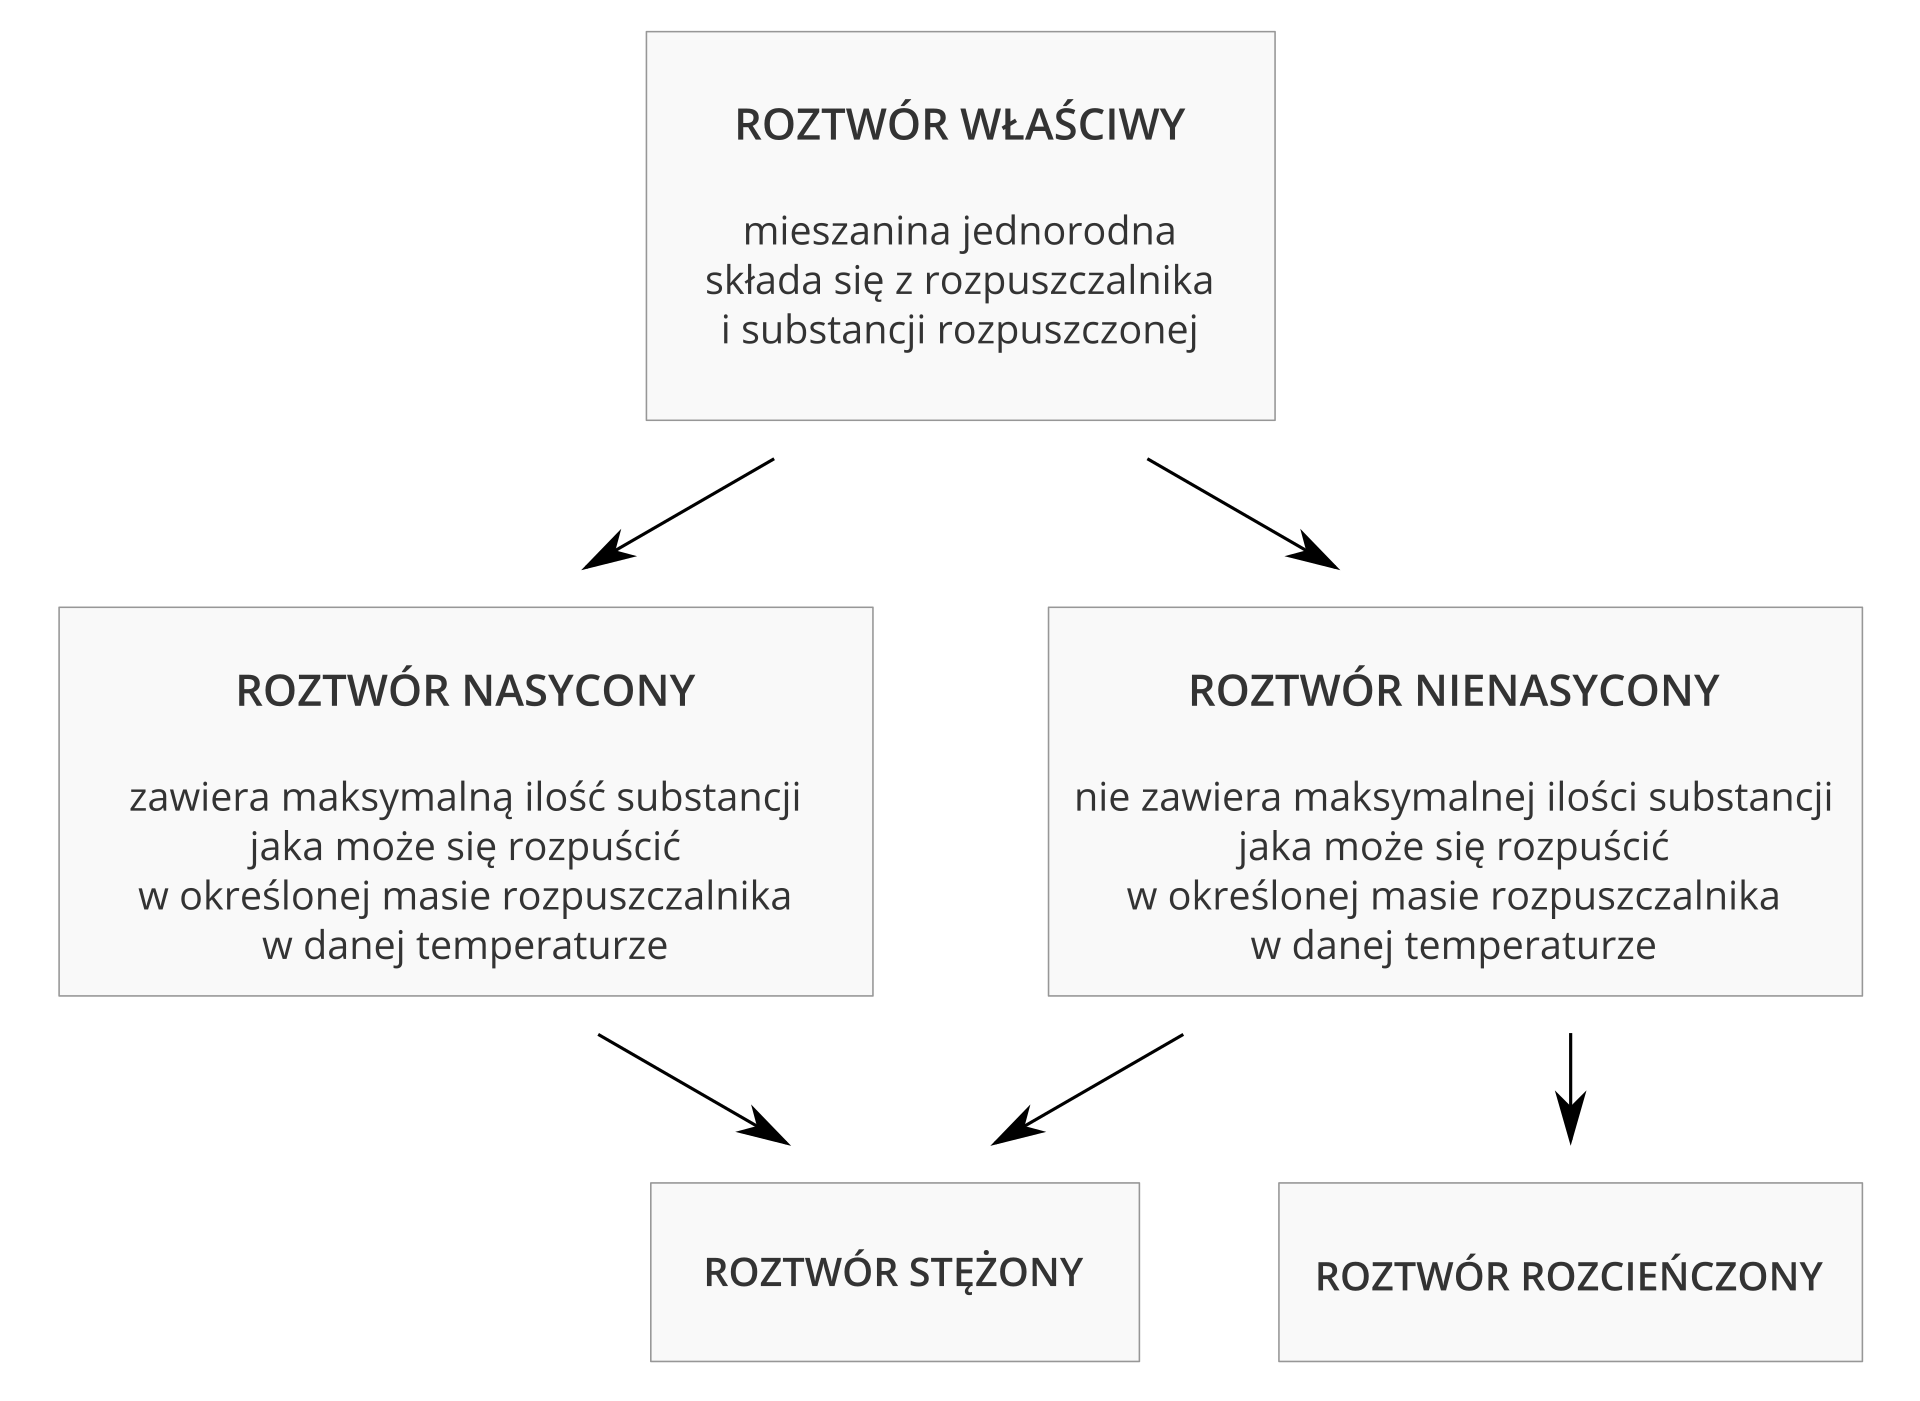 ROZTWÓR WŁAŚCIWY
mieszanina jednorodna
składa się z rozpuszczalnika
i substancji rozpuszczonej
ROZTWÓR NASYCONY
zawiera maksymalną ilość substancji
jaka może się rozpuścić
w określonej masie rozpuszczalnika
w danej temperaturze
ROZTWÓR NIENASYCONY
nie zawiera maksymalnej ilości substancji
jaka może się rozpuścić
w określonej masie rozpuszczalnika
w danej temperaturze
ROZTWÓR STĘŻONY
ROZTWÓR ROZCIEŃCZONY